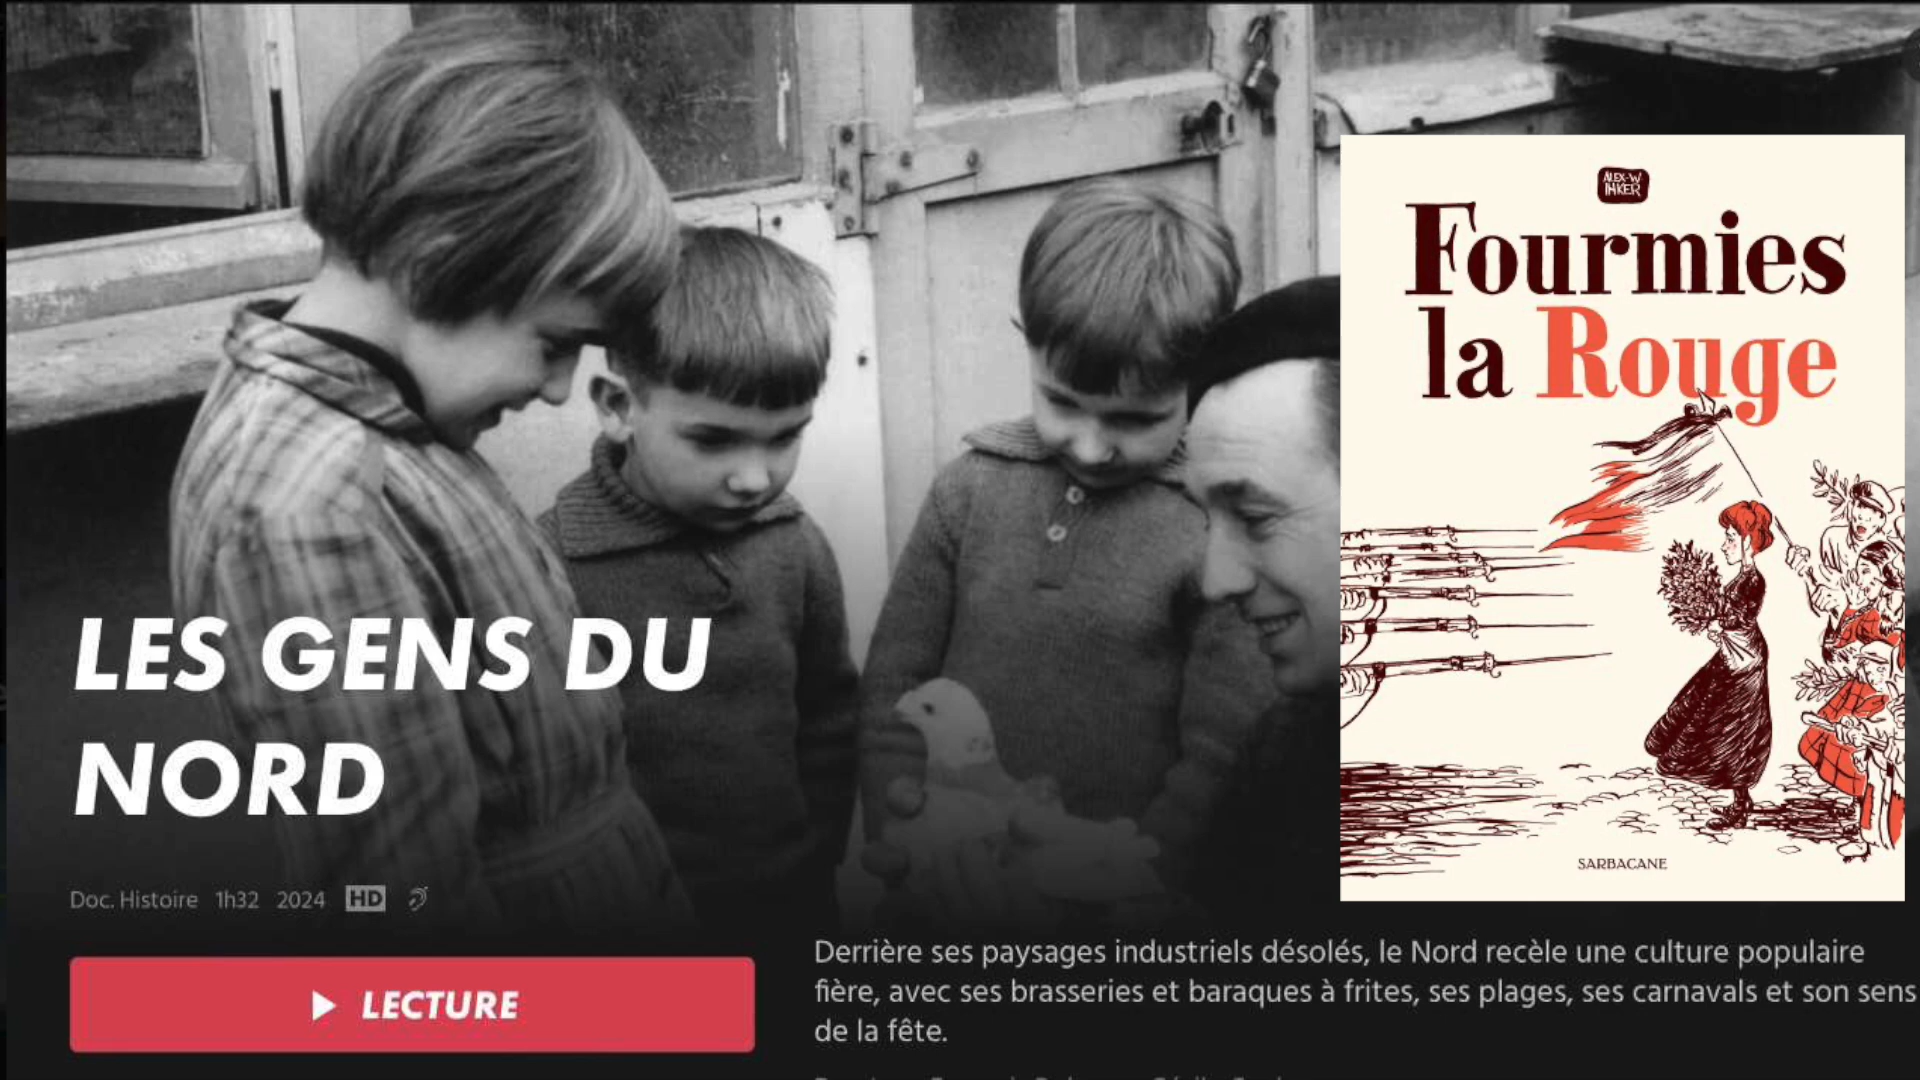 ALEX-W
INKER
Fourmies
la Rouge
SARBACANE
LES GENS DU
NORD
Doc. Histoire 1h32 2024 HD
LECTURE
Derrière ses paysages industriels désolés, le Nord recèle une culture populaire
fière, avec ses brasseries et baraques à frites, ses plages, ses carnavals et son sens
de la fête.